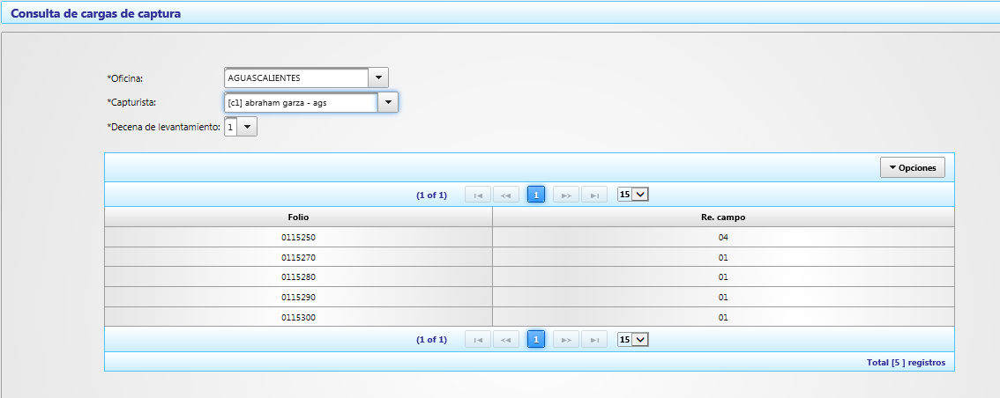 Consulta de cargas de captura
*Oficina: AGUASCALIENTES
*Capturista: [c1] abraham garza - ags
*Decena de levantamiento: 1
Opciones
(1 of 1) 1 15
Folio Re. campo
0115250 04
0115270 01
0115280 01
0115290 01
0115300 01
(1 of 1) 1 15
Total [5 ] registros